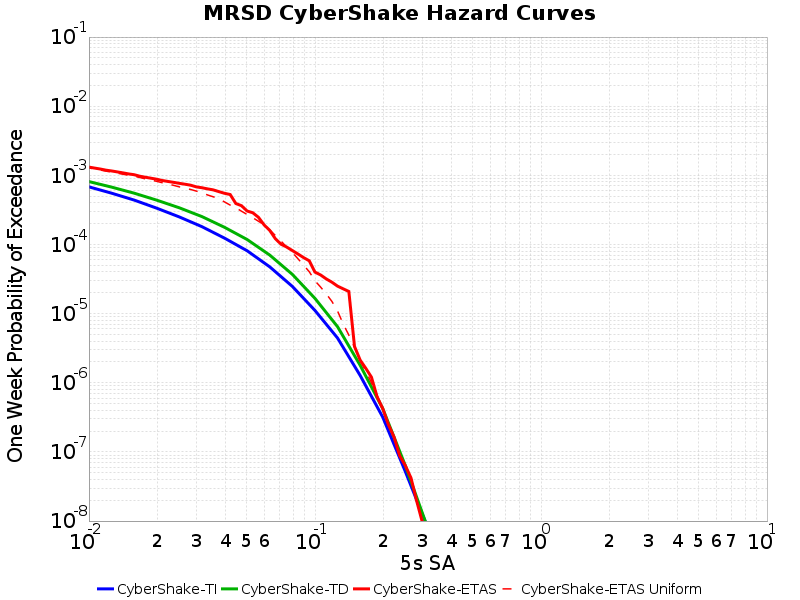 MRSD CyberShake Hazard Curves
One Week Probability of Exceedance
10^-1
10^-2
10^-3
10^-4
10^-5
10^-6
10^-7
10^-8
10^-2 2 3 4 5 6 10^-1 2 3 4 5 6 7 10^0 2 3 4 5 6 7 10^1
5s SA
CyberShake-TI CyberShake-TD CyberShake-ETAS CyberShake-ETAS Uniform